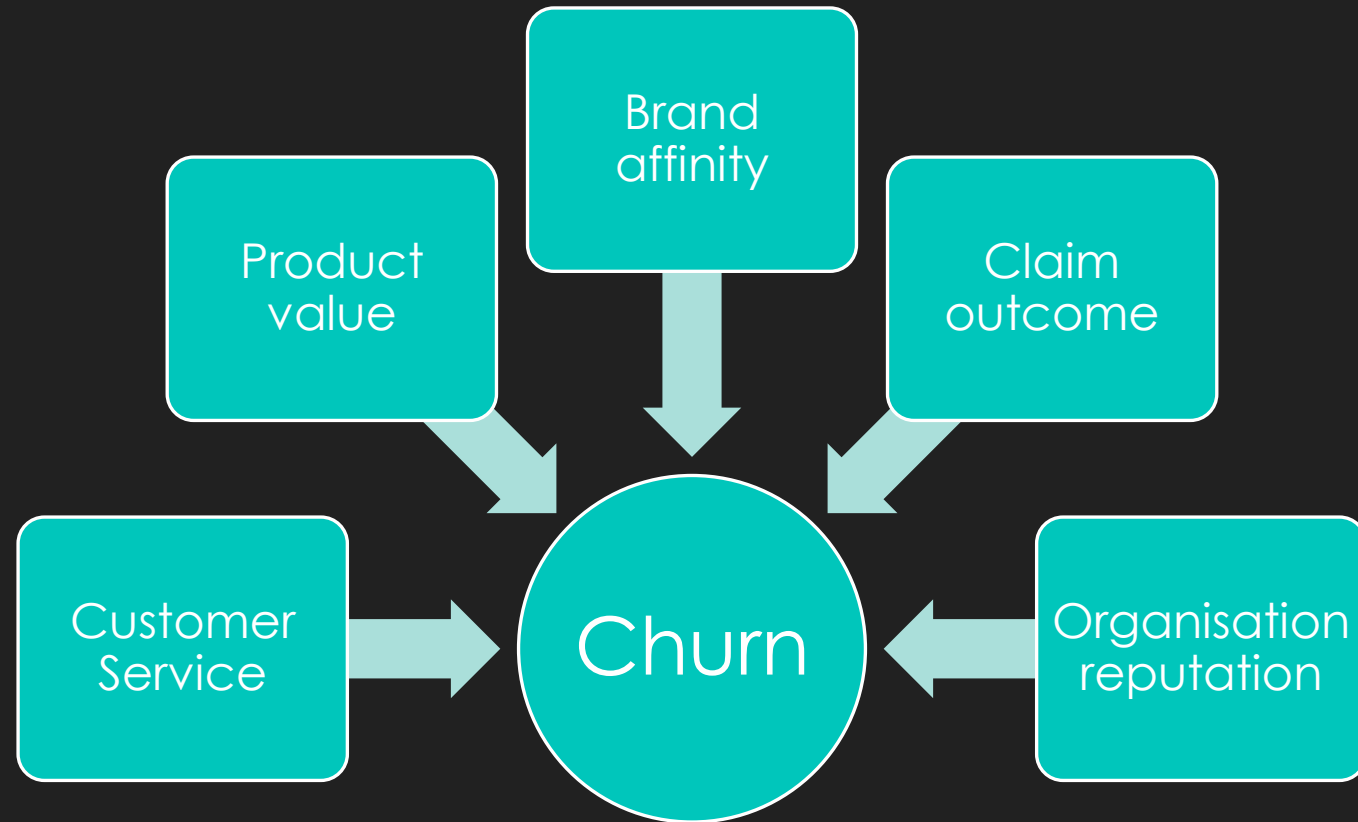 Brand
affinity
Product
value
Claim
outcome
Customer
Service
Churn
Organisation
reputation